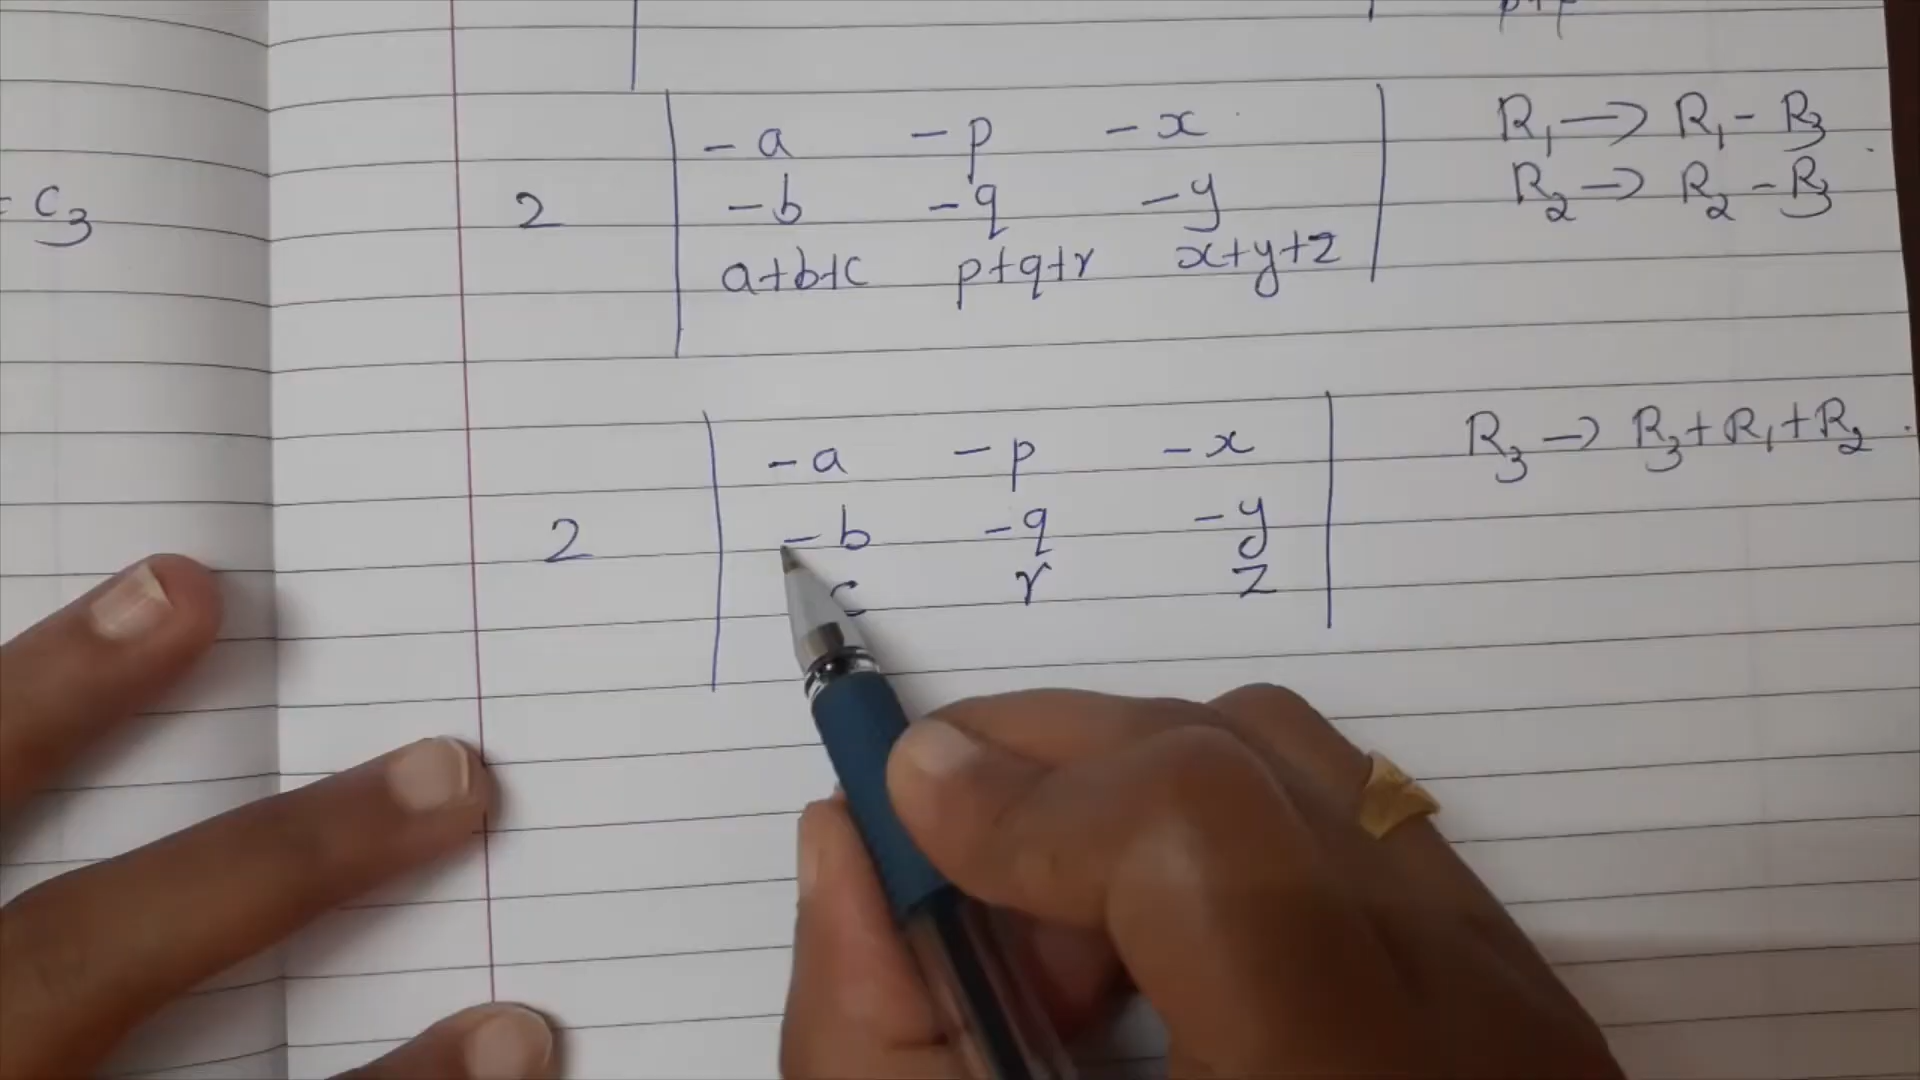 = C3
-a -p -x R1 → R1 - R3
2 -b -q -y R2 → R2 - R3
a+b+c p+q+r x+y+z
-a -p -x R3 → R3+R1+R2
2 -b -q -y
c r z